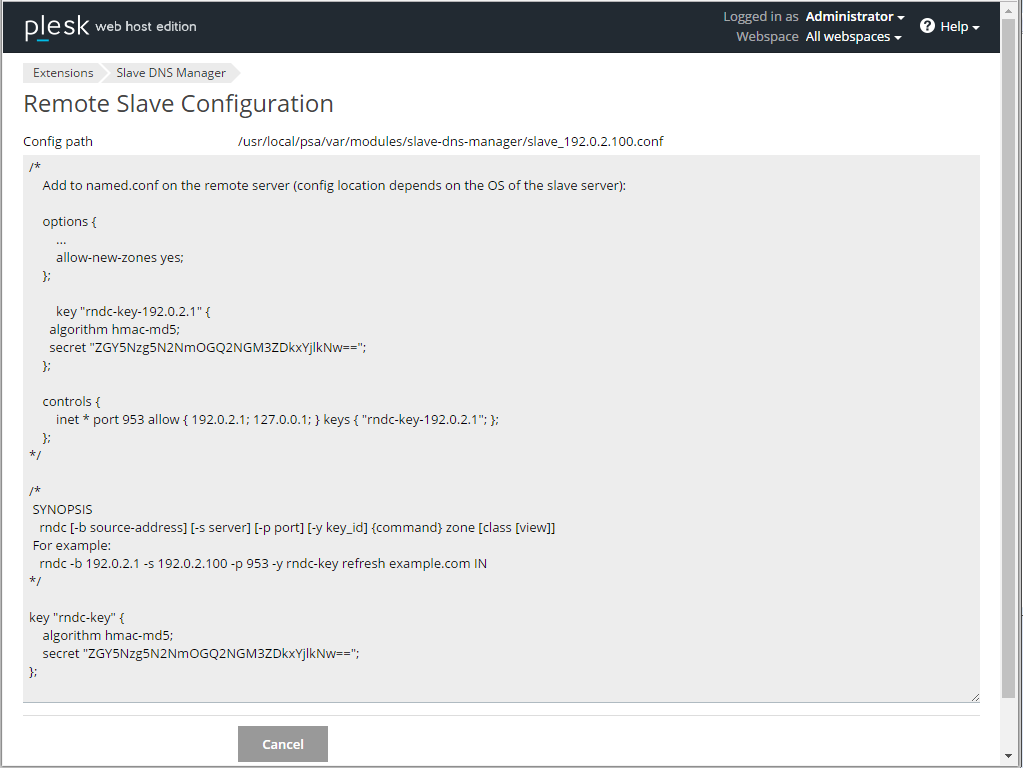 plesk web host edition
Logged in as Administrator
Webspace All webspaces
Help
Extensions
Slave DNS Manager
Remote Slave Configuration
Config path /usr/local/psa/var/modules/slave-dns-manager/slave_192.0.2.100.conf
/*
Add to named.conf on the remote server (config location depends on the OS of the slave server):
options {
...
allow-new-zones yes;
};
key "rndc-key-192.0.2.1" {
algorithm hmac-md5;
secret "ZGY5Nzg5N2NmOGQ2NGM3ZDkxYjlkNw==";
};
controls {
inet * port 953 allow { 192.0.2.1; 127.0.0.1; } keys { "rndc-key-192.0.2.1"; };
};
*/
/*
SYNOPSIS
rndc [-b source-address] [-s server] [-p port] [-y key_id] {command} zone [class [view]]
For example:
rndc -b 192.0.2.1 -s 192.0.2.100 -p 953 -y rndc-key refresh example.com IN
*/
key "rndc-key" {
algorithm hmac-md5;
secret "ZGY5Nzg5N2NmOGQ2NGM3ZDkxYjlkNw==";
};
Cancel